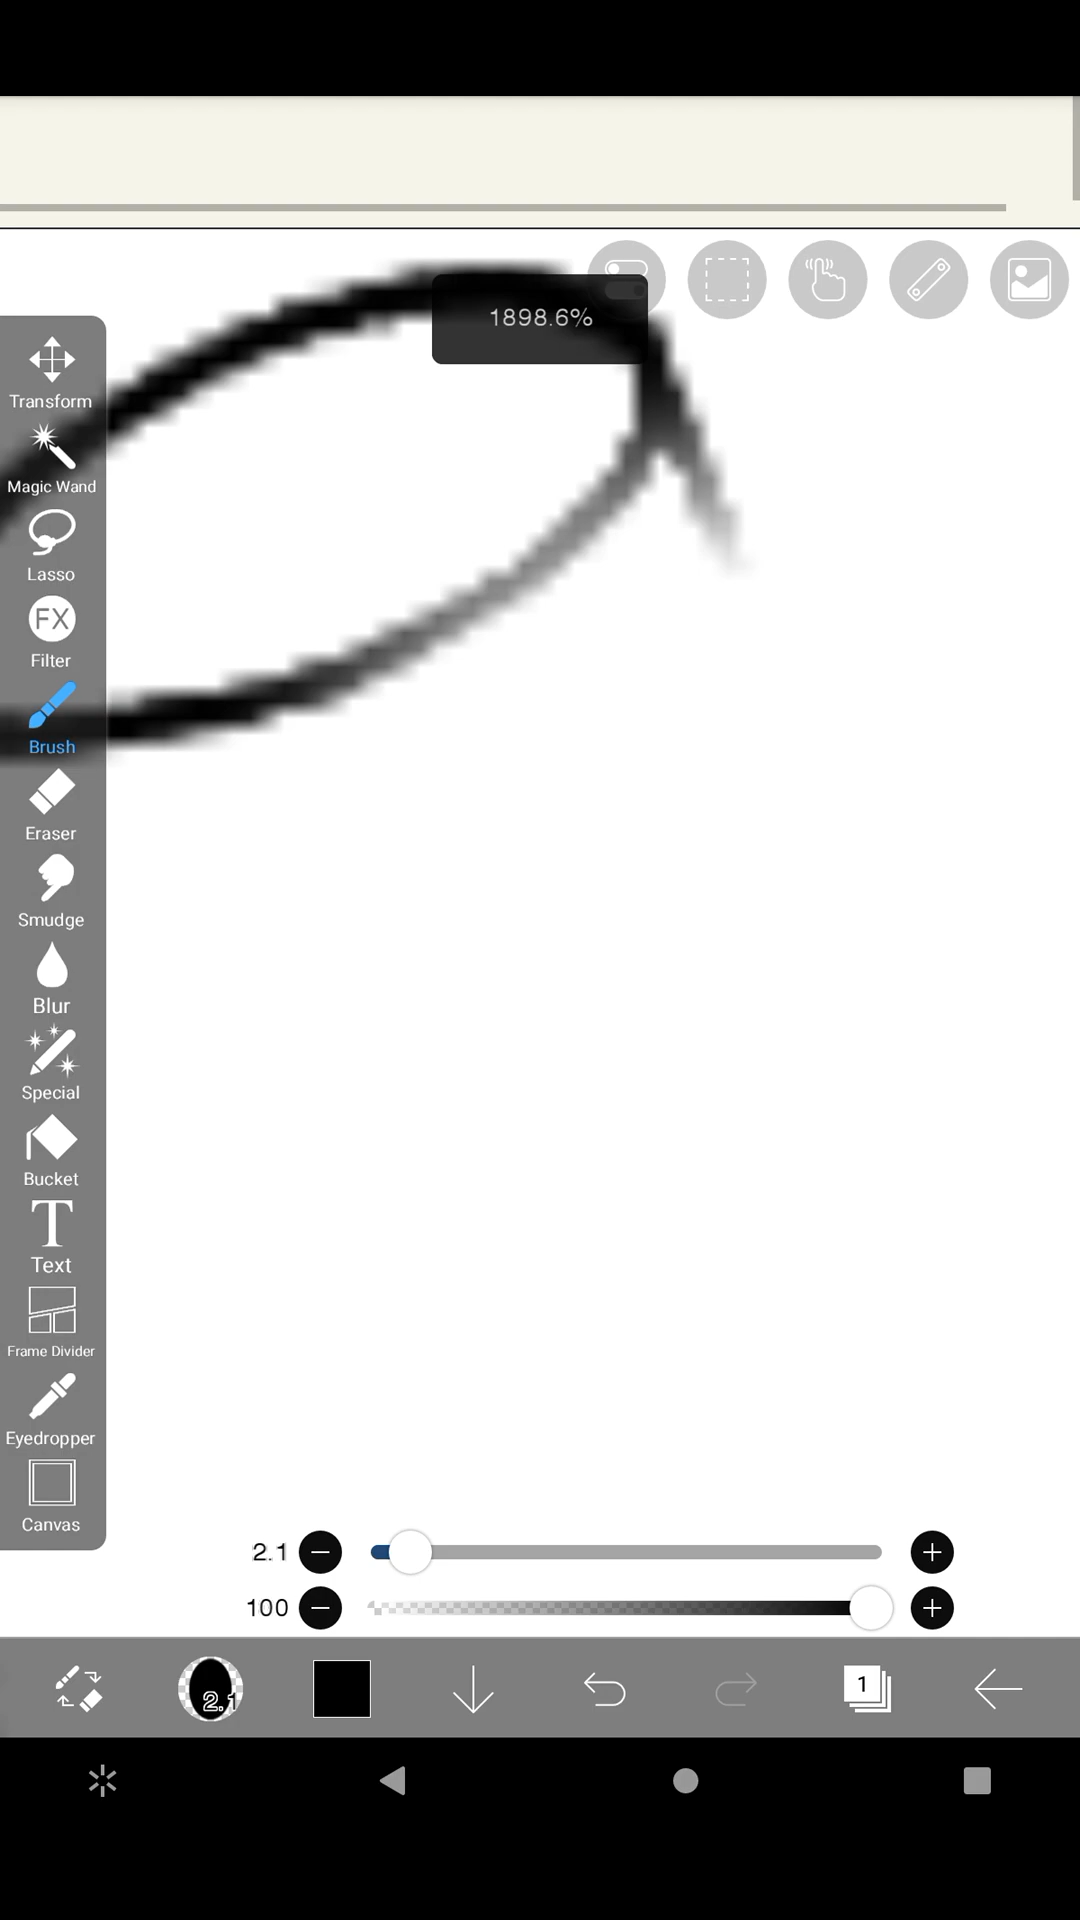 1898.6%
Transform
Magic Wand
Lasso
FX
Filter
Brush
Eraser
Smudge
Blur
Special
Bucket
T
Text
Frame Divider
Eyedropper
Canvas
2.1
100
2.1
1